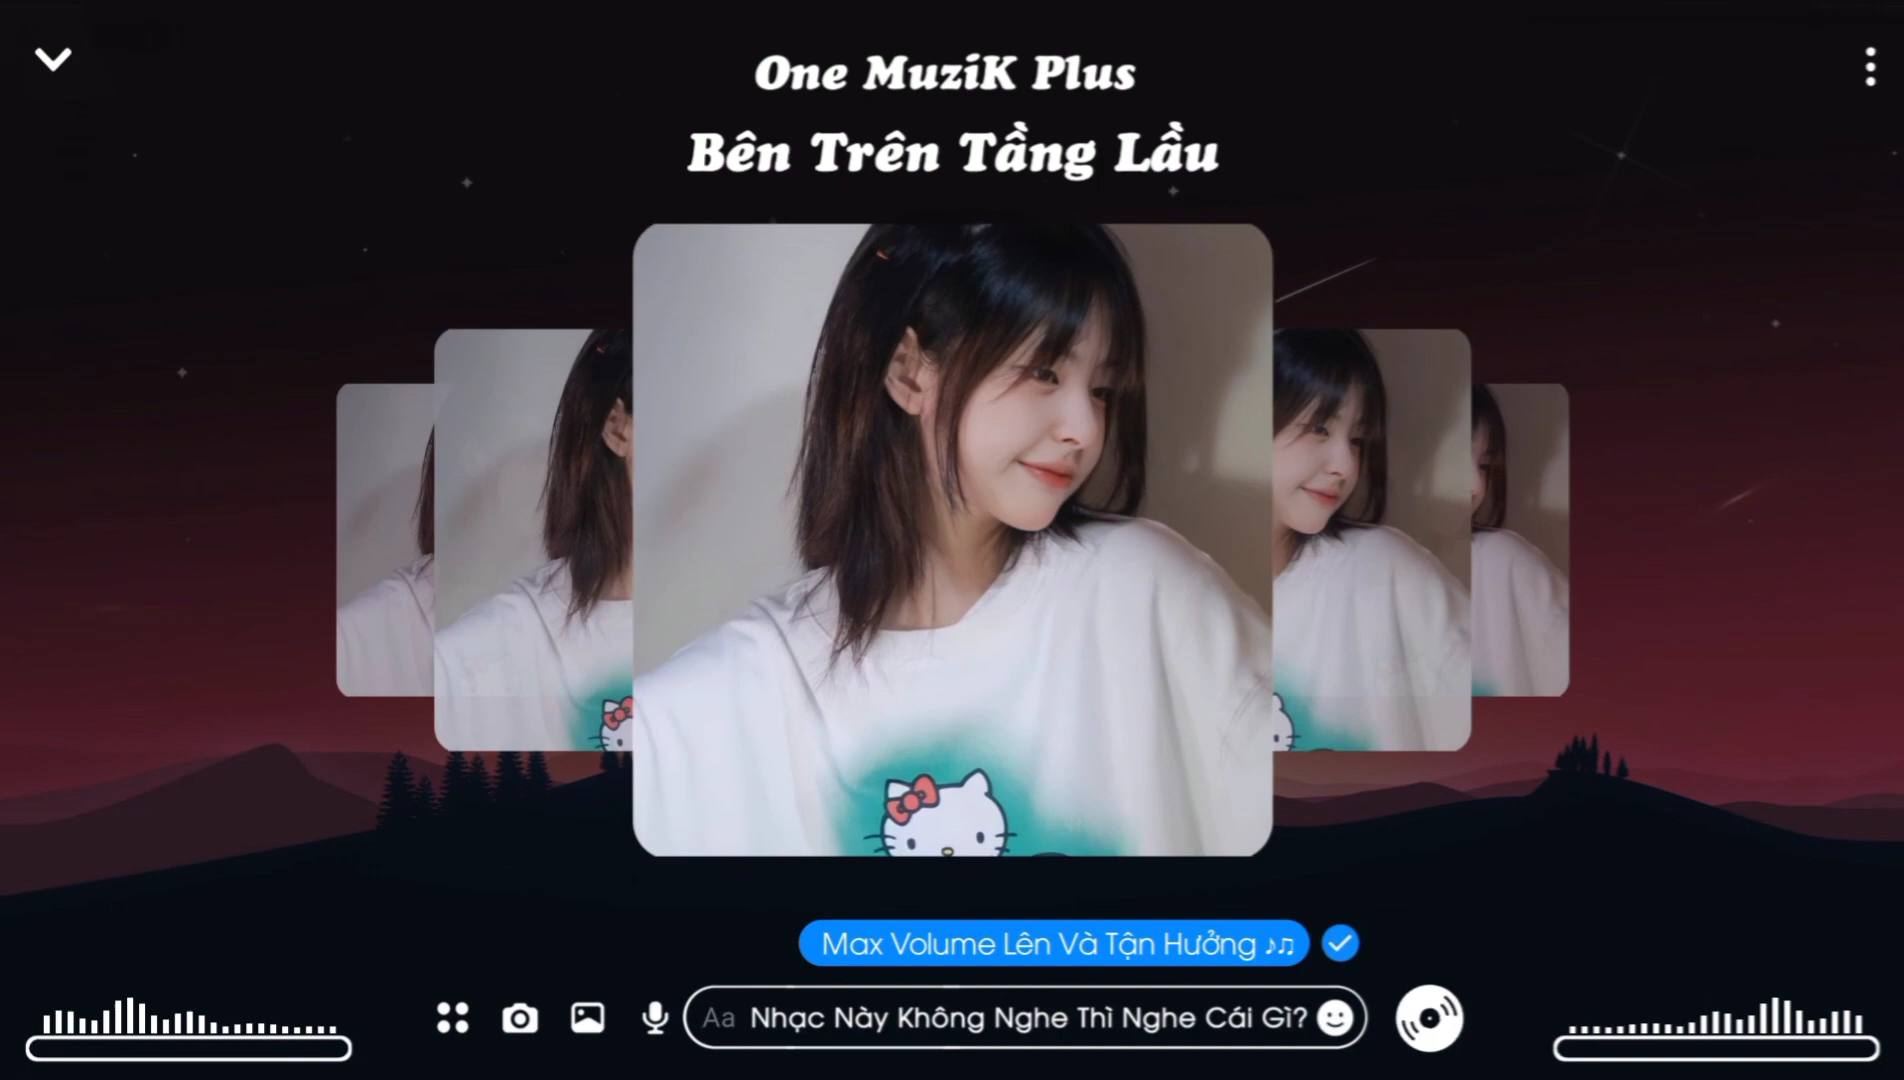 One MuziK Plus
Bên Trên Tầng Lầu
Max Volume Lên Và Tận Hưởng ♪♫
Aa Nhạc Này Không Nghe Thì Nghe Cái Gì?